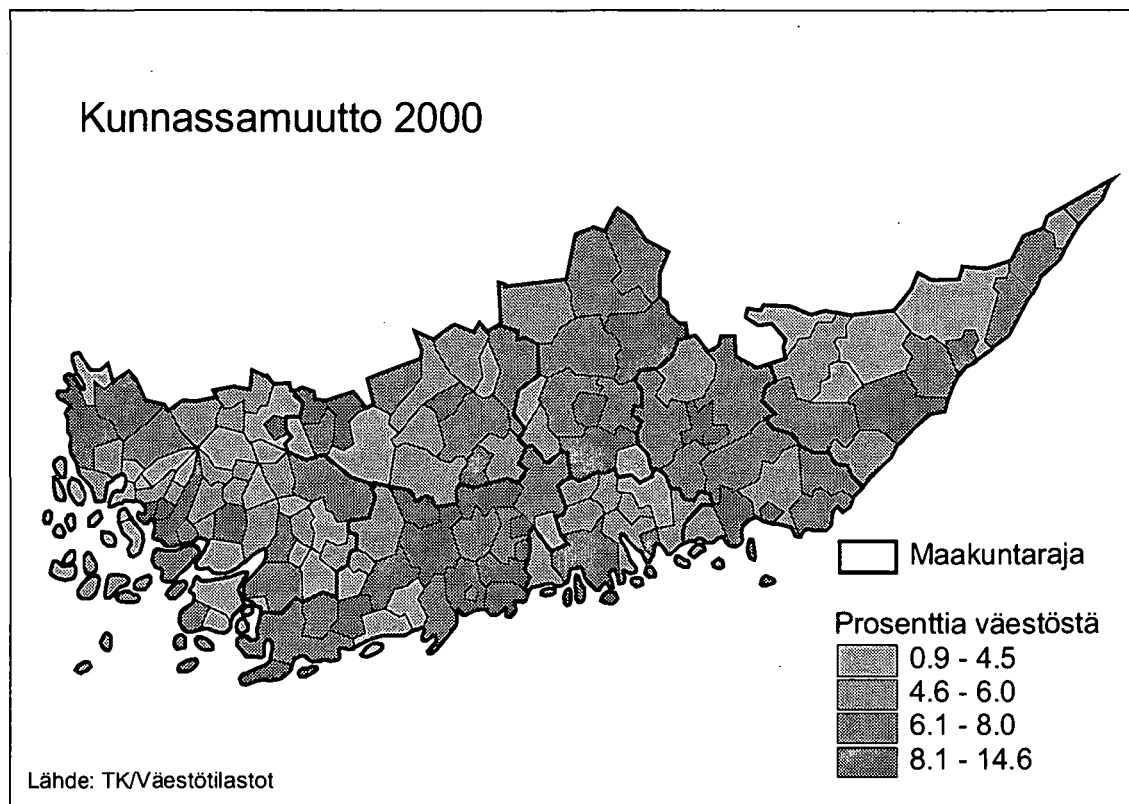 Kunnassamuutto 2000
Maakuntaraja
Prosenttia väestöstä
0.9 - 4.5
4.6 - 6.0
6.1 - 8.0
8.1 - 14.6
Lähde: TK/Väestötilastot